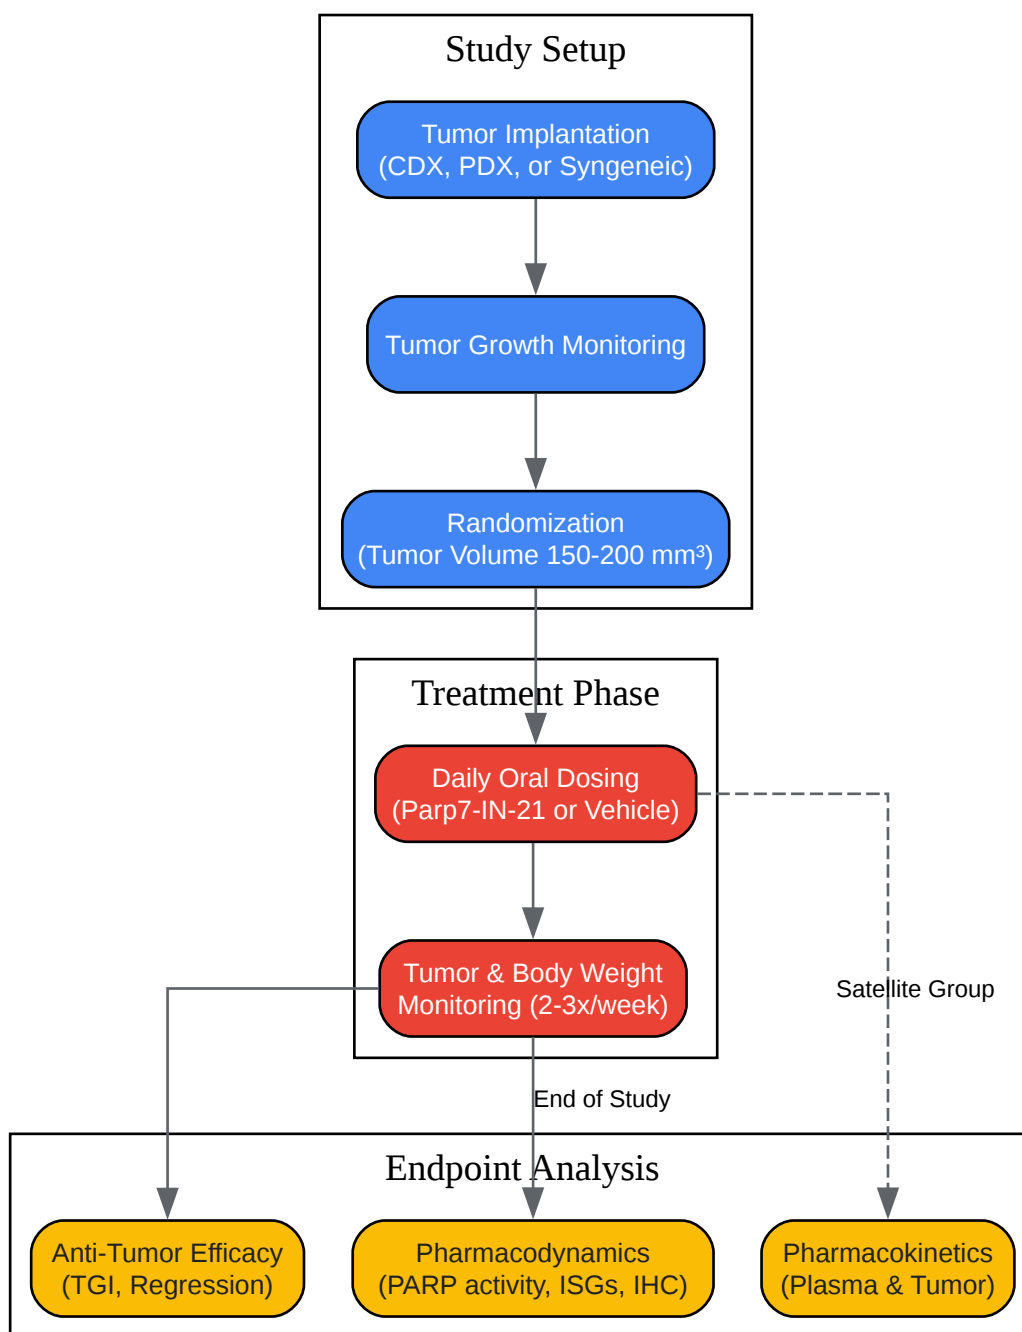 Study Setup
Tumor Implantation
(CDX, PDX, or Syngeneic)
Tumor Growth Monitoring
Randomization
(Tumor Volume 150-200 mm³)
Treatment Phase
Daily Oral Dosing
(Parp7-IN-21 or Vehicle)
Tumor & Body Weight
Monitoring (2-3x/week)
Satellite Group
End of Study
Endpoint Analysis
Anti-Tumor Efficacy
(TGI, Regression)
Pharmacodynamics
(PARP activity, ISGs, IHC)
Pharmacokinetics
(Plasma & Tumor)